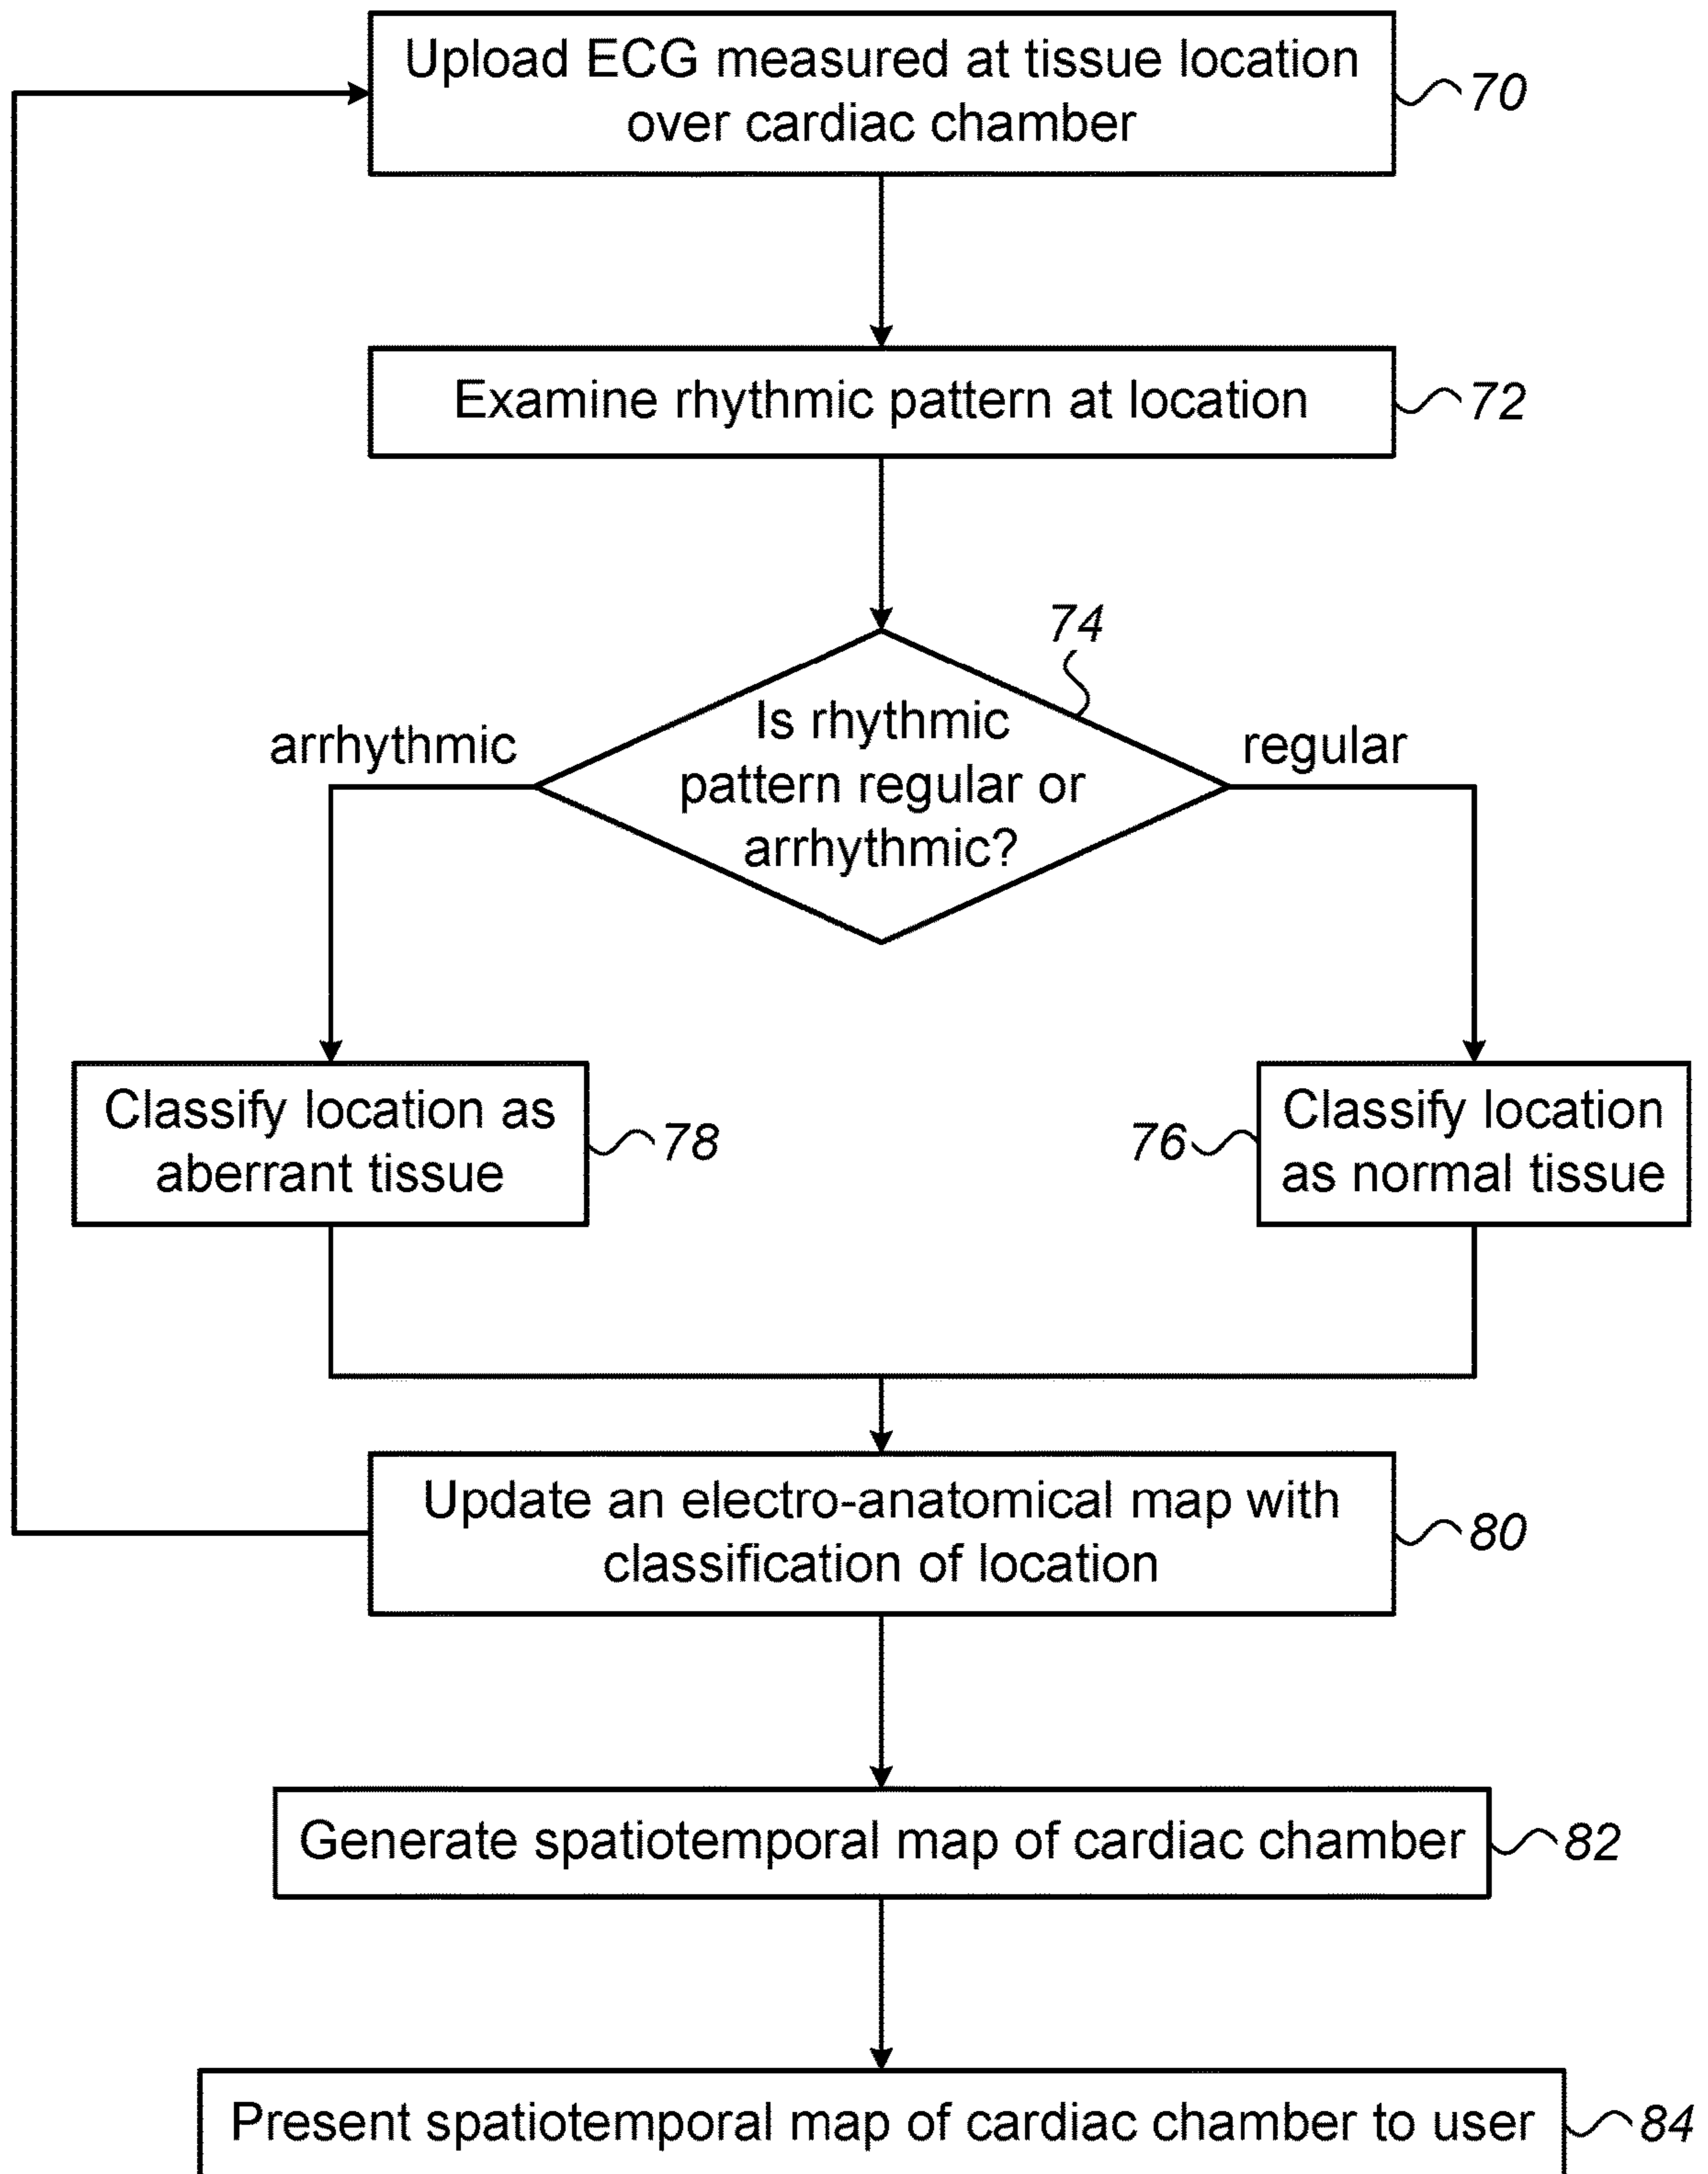 Upload ECG measured at tissue location
over cardiac chamber
70
Examine rhythmic pattern at location
72
74
Is rhythmic
pattern regular or
arrhythmic?
arrhythmic
regular
Classify location as
aberrant tissue
78
76
Classify location
as normal tissue
Update an electro-anatomical map with
classification of location
80
Generate spatiotemporal map of cardiac chamber
82
Present spatiotemporal map of cardiac chamber to user
84